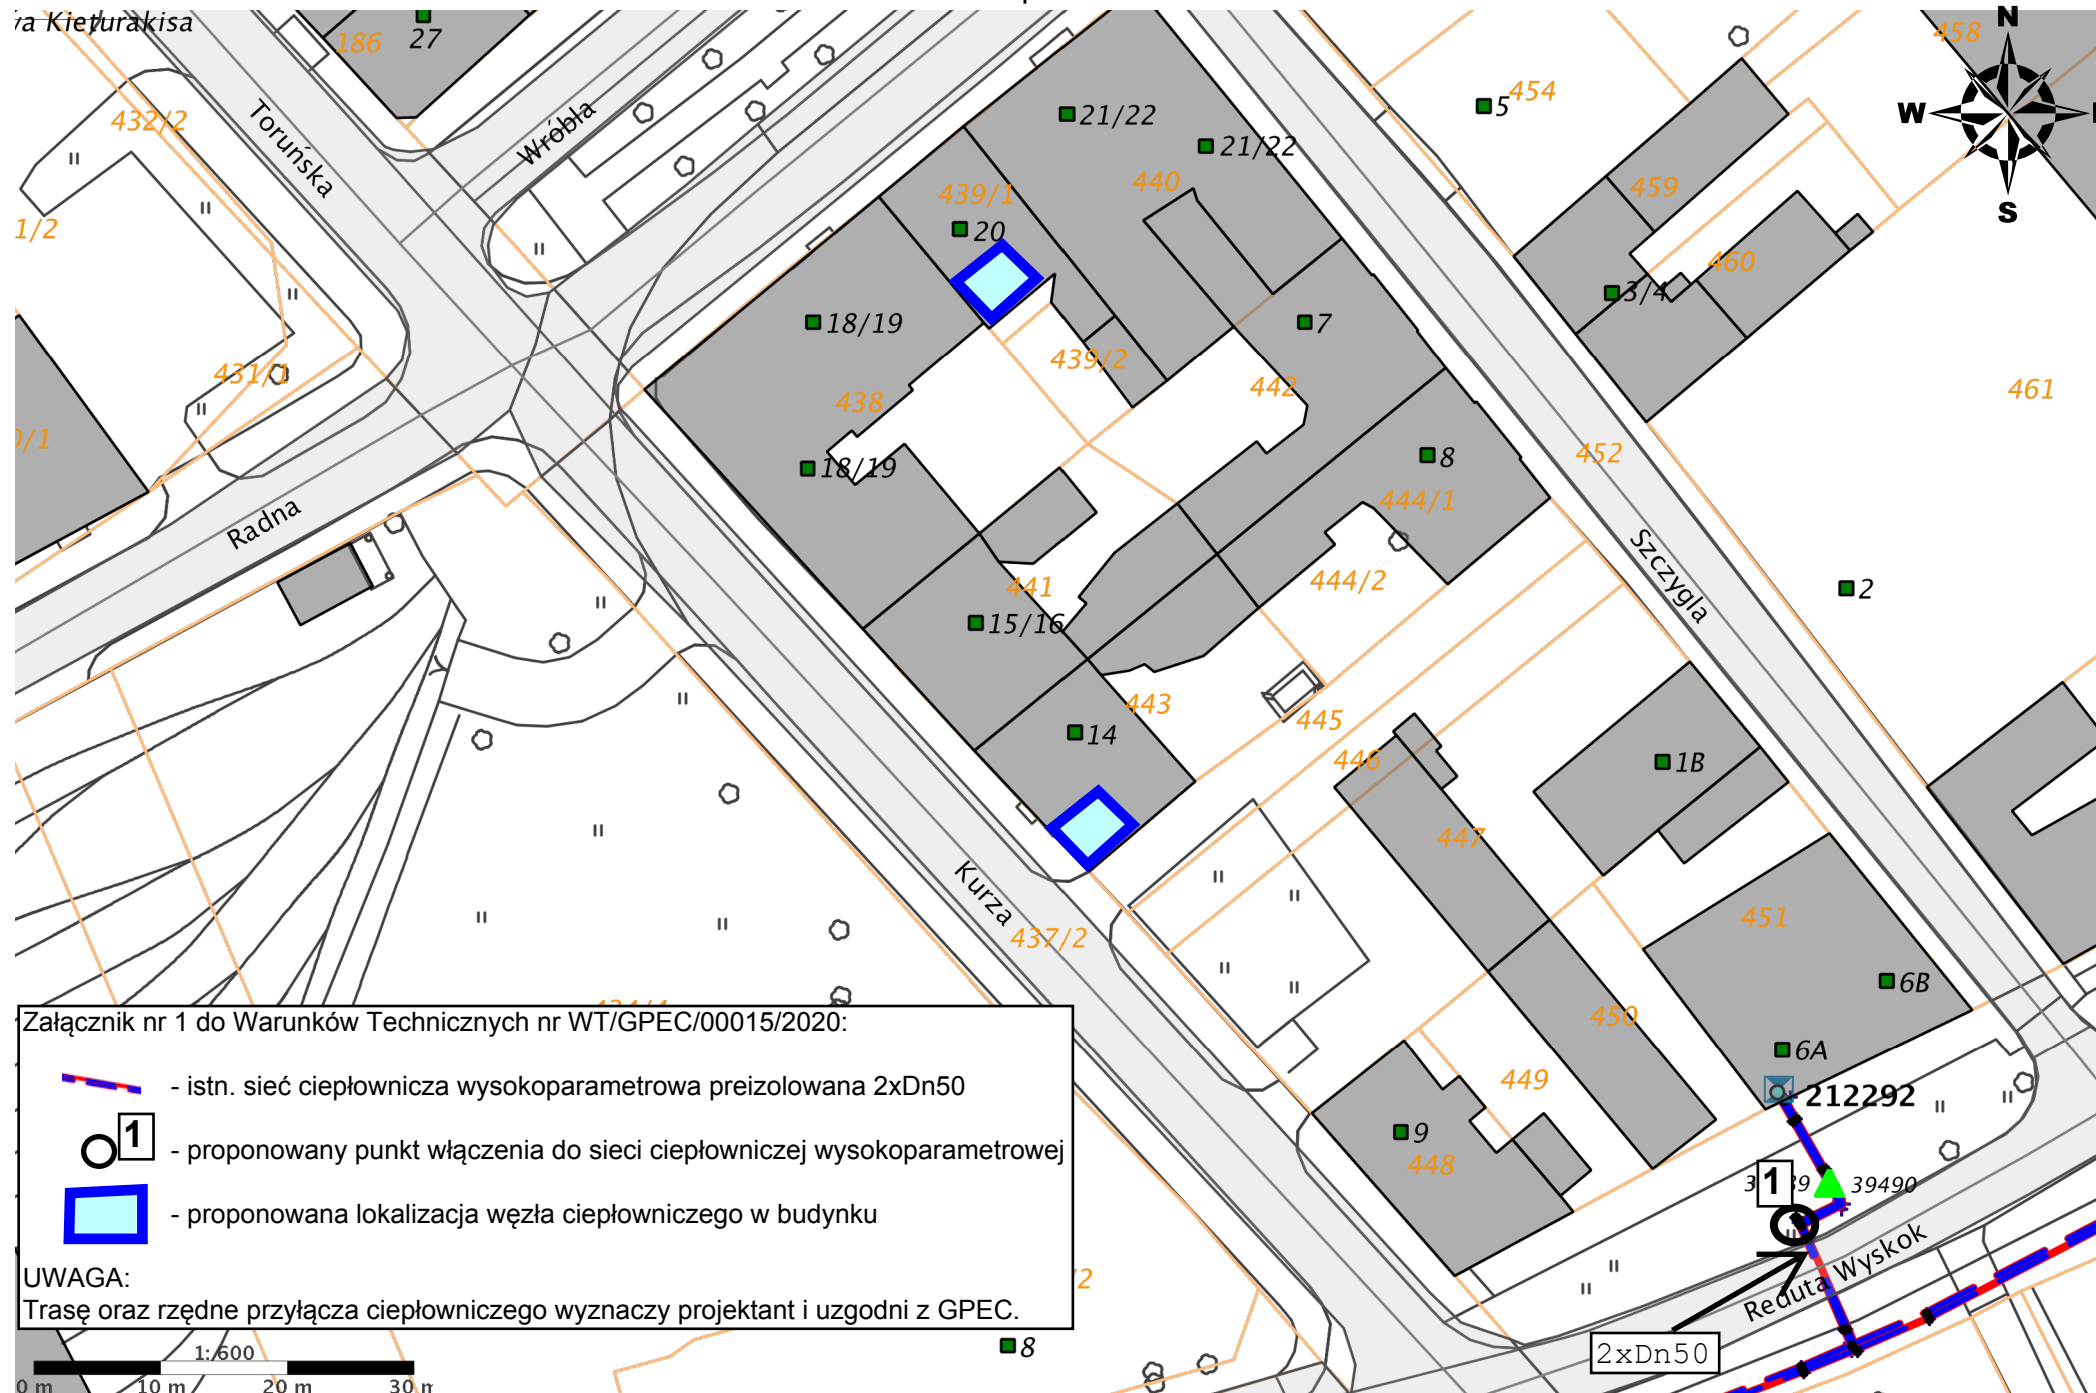 Kieturakisa
186
27
432/2
Toruńska
Wróbla
21/22
21/22
5
454
458
N
W
S
459
439/1
440
20
1/2
460
3/4
18/19
7
431/1
439/2
442
461
438
0/1
452
8
18/19
444/1
Radna
Szczygla
441
444/2
2
15/16
443
445
14
446
1B
447
Kurza
451
437/2
6B
450
6A
449
212292
9
448
39490
1
Reduta Wyskok
2xDn50
8
Załącznik nr 1 do Warunków Technicznych nr WT/GPEC/00015/2020:
- istn. sieć ciepłownicza wysokoparametrowa preizolowana 2xDn50
1
- proponowany punkt włączenia do sieci ciepłowniczej wysokoparametrowej
- proponowana lokalizacja węzła ciepłowniczego w budynku
UWAGA:
Trasę oraz rzędne przyłącza ciepłowniczego wyznaczy projektant i uzgodni z GPEC.
1:600
0 m 10 m 20 m 30 m